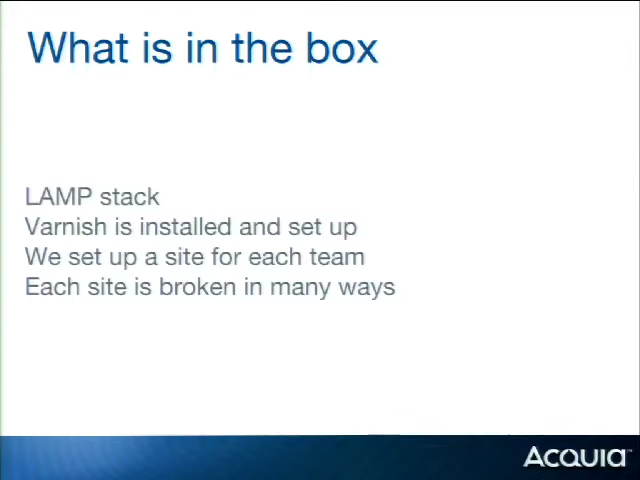 What is in the box
LAMP stack
Varnish is installed and set up
We set up a site for each team
Each site is broken in many ways
ACQUIA